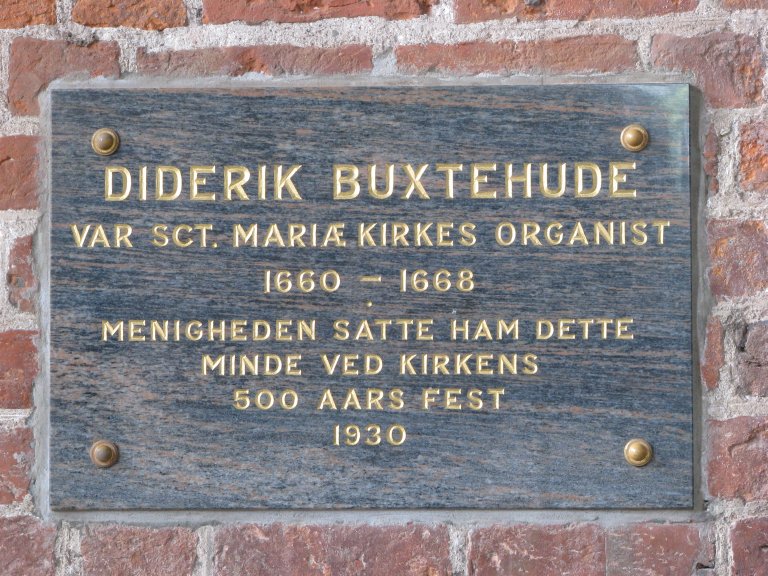 DIDERIK BUXTEHUDE
VAR SCT. MARIÆ KIRKES ORGANIST
1660 – 1668
MENIGHEDEN SATTE HAM DETTE
MINDE VED KIRKENS
500 AARS FEST
1930